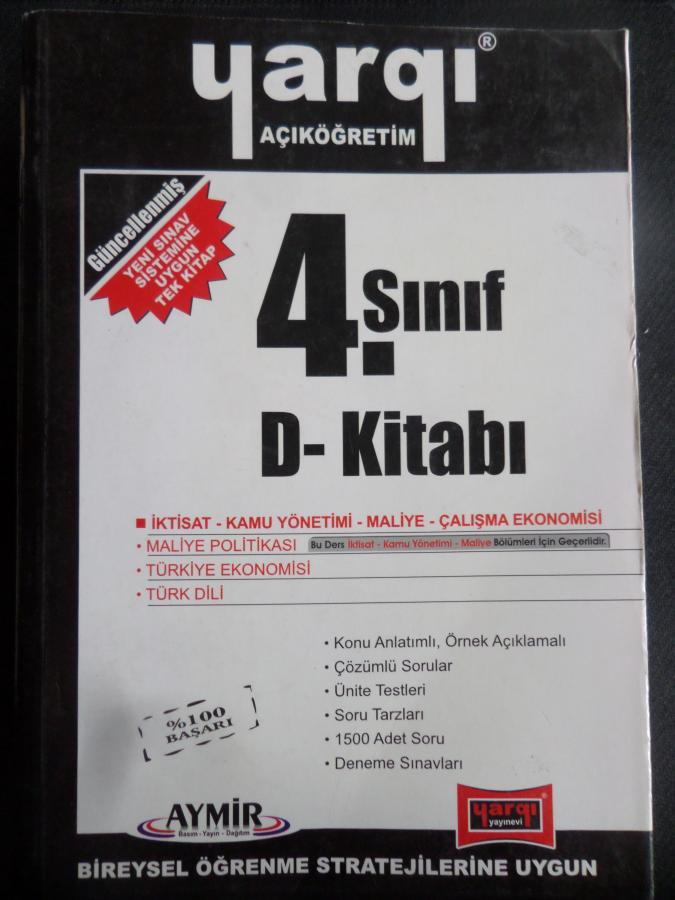 yargı®
AÇIKÖĞRETİM
Güncellenmiş
YENİ SINAV
SİSTEMİNE
UYGUN
TEK KİTAP
4.Sınıf
D- Kitabı
İKTİSAT - KAMU YÖNETİMİ - MALİYE - ÇALIŞMA EKONOMİSİ
• MALİYE POLİTİKASI Bu Ders İktisat - Kamu Yönetimi - Maliye Bölümleri İçin Geçerlidir.
• TÜRKİYE EKONOMİSİ
• TÜRK DİLİ
• Konu Anlatımlı, Örnek Açıklamalı
• Çözümlü Sorular
• Ünite Testleri
• Soru Tarzları
• 1500 Adet Soru
• Deneme Sınavları
%100
BAŞARI
AYMİR
Basım - Yayın - Dağıtım
yargı
yayınevi
BİREYSEL ÖĞRENME STRATEJİLERİNE UYGUN